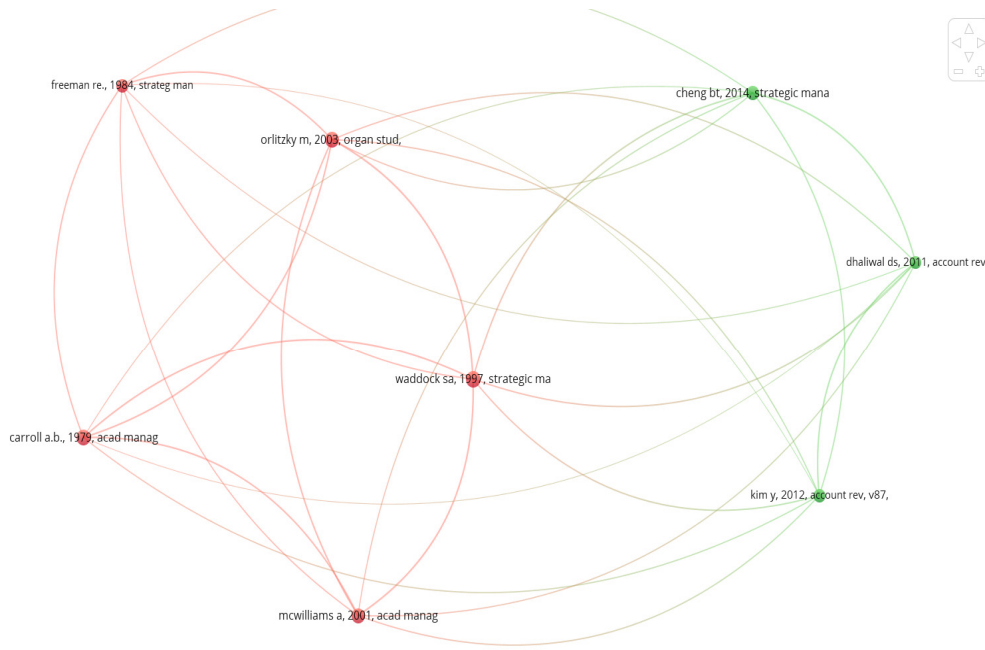 freeman re., 1984, strateg man
cheng bt, 2014, strategic mana
orlitzky m, 2003, organ stud,
dhaliwal ds, 2011, account rev
waddock sa, 1997, strategic ma
carroll a.b., 1979, acad manag
kim y, 2012, account rev, v87,
mcwilliams a, 2001, acad manag